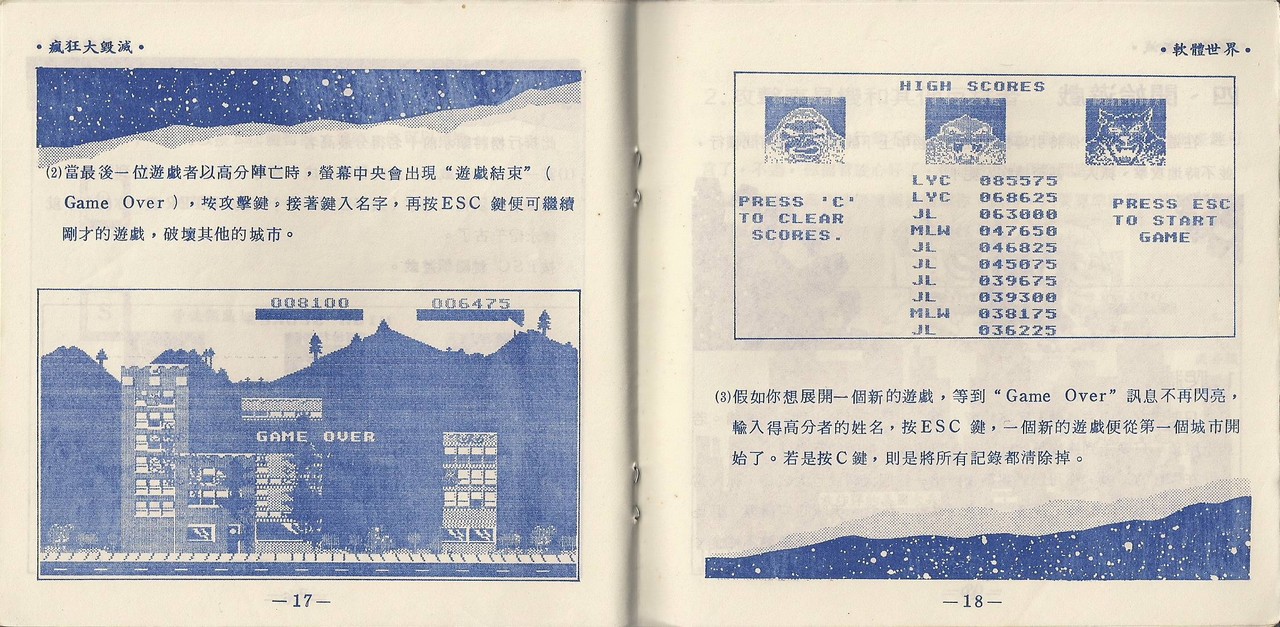 •瘋狂大毀滅•
(2)當最後一位遊戲者以高分陣亡時，螢幕中央會出現“遊戲結束”（
Game Over），按攻擊鍵。接著鍵入名字，再按ESC 鍵便可繼續
剛才的遊戲，破壞其他的城市。
008100 006475
GAME OVER
—17—
•軟體世界•
HIGH SCORES
LYC 085575
LYC 068625
JL 063000
MLW 047650
JL 046825
JL 045075
JL 039675
JL 039300
MLW 038175
JL 036225
PRESS 'C'
TO CLEAR
SCORES.
PRESS ESC
TO START
GAME
(3)假如你想展開一個新的遊戲，等到“Game Over”訊息不再閃亮，
輸入得高分者的姓名，按ESC 鍵，一個新的遊戲便從第一個城市開
始了。若是按C鍵，則是將所有記錄都清除掉。
—18—